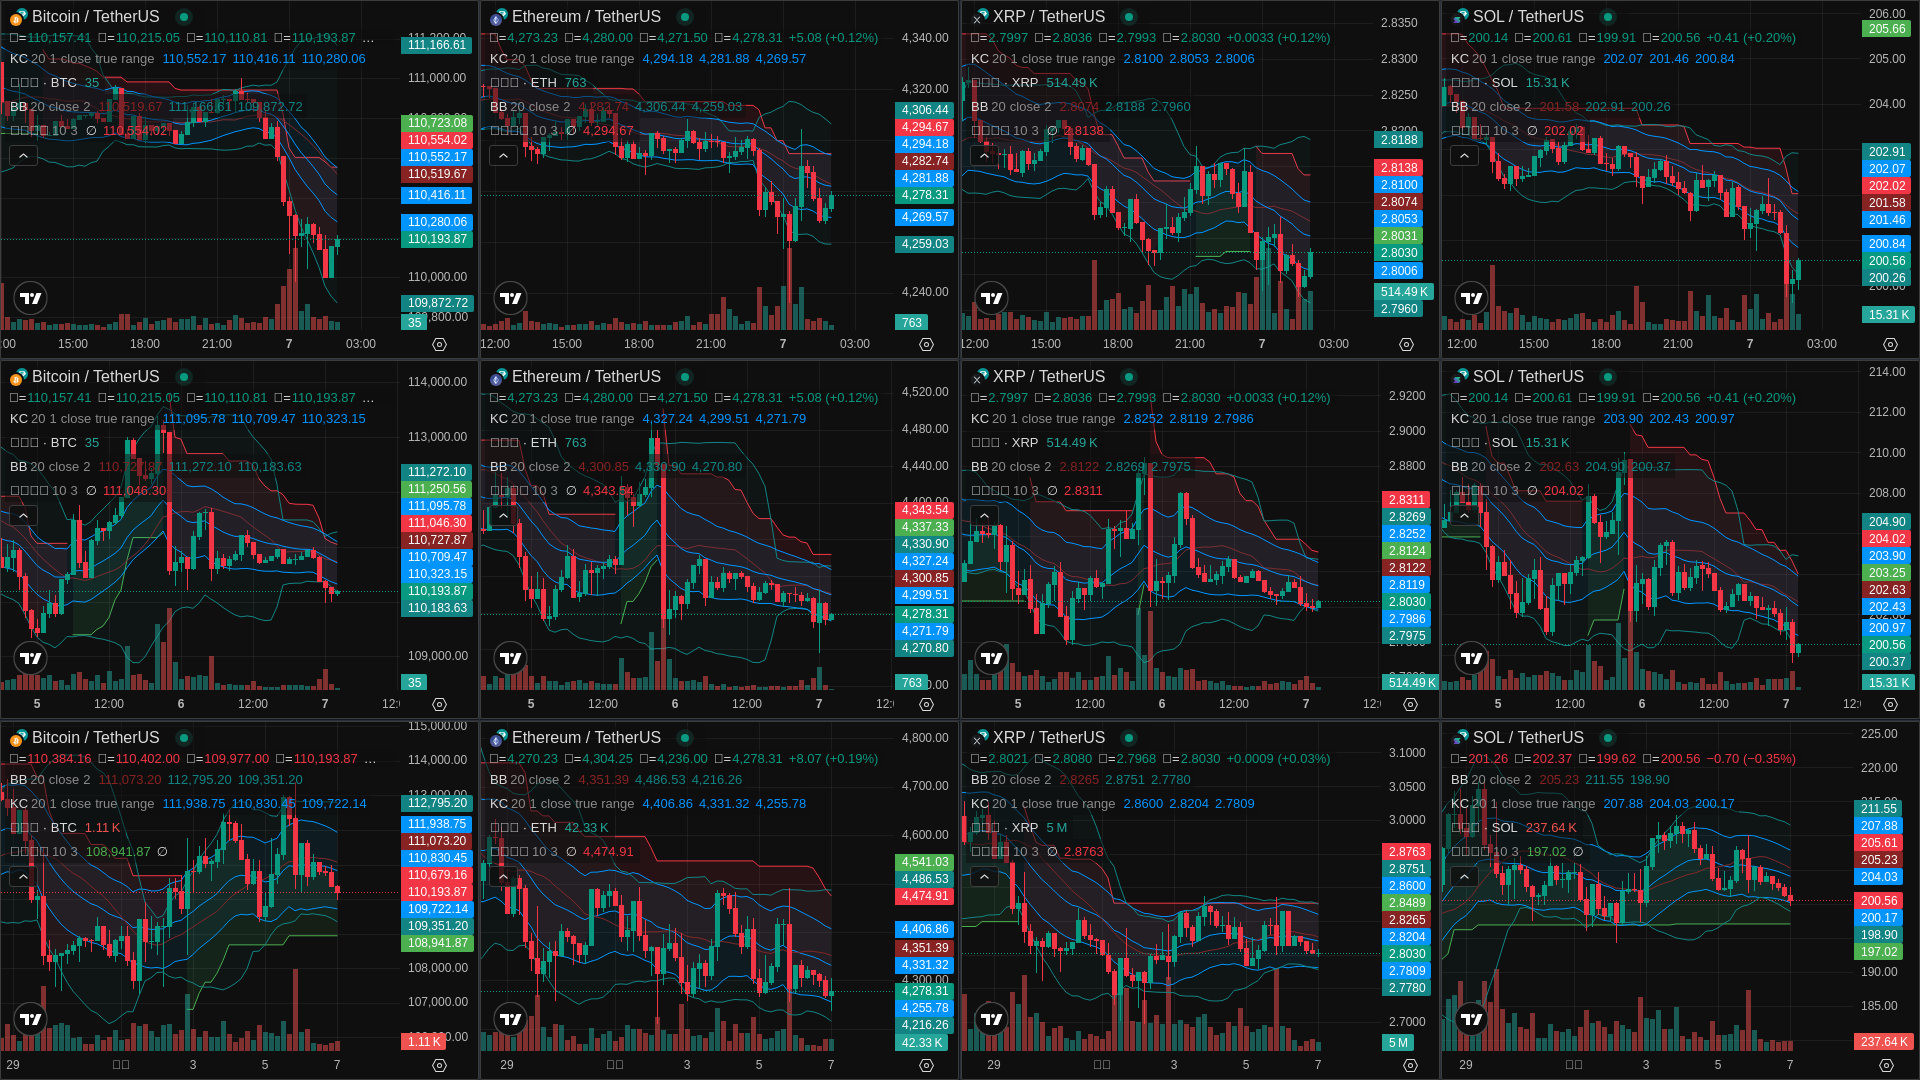 Bitcoin / TetherUS
□=110,157.41 □=110,215.05 □=110,110.81 □=110,193.87 …
KC 20 1 close true range 110,552.17 110,416.11 110,280.06
□□□ · BTC 35
BB 20 close 2 110,519.67 111,166.61 109,872.72
□□□□ 10 3 ∅ 110,554.02
111,166.61
111,000.00
110,723.08
110,554.02
110,552.17
110,519.67
110,416.11
110,280.06
110,193.87
110,000.00
109,872.72
35
15:00 18:00 21:00 7 03:00
Ethereum / TetherUS
□=4,273.23 □=4,280.00 □=4,271.50 □=4,278.31 +5.08 (+0.12%)
KC 20 1 close true range 4,294.18 4,281.88 4,269.57
□□□ · ETH 763
BB 20 close 2 4,282.74 4,306.44 4,259.03
□□□□ 10 3 ∅ 4,294.67
4,340.00
4,320.00
4,306.44
4,294.67
4,294.18
4,282.74
4,281.88
4,278.31
4,269.57
4,259.03
4,240.00
763
12:00 15:00 18:00 21:00 7 03:00
XRP / TetherUS
□=2.7997 □=2.8036 □=2.7993 □=2.8030 +0.0033 (+0.12%)
KC 20 1 close true range 2.8100 2.8053 2.8006
□□□ · XRP 514.49 K
BB 20 close 2 2.8074 2.8188 2.7960
□□□□ 10 3 ∅ 2.8138
2.8350
2.8300
2.8250
2.8200
2.8188
2.8138
2.8100
2.8074
2.8053
2.8031
2.8030
2.8006
514.49 K
2.7960
12:00 15:00 18:00 21:00 7 03:00
SOL / TetherUS
□=200.14 □=200.61 □=199.91 □=200.56 +0.41 (+0.20%)
KC 20 1 close true range 202.07 201.46 200.84
□□□ · SOL 15.31 K
BB 20 close 2 201.58 202.91 200.26
□□□□ 10 3 ∅ 202.02
206.00
205.66
205.00
204.00
202.91
202.07
202.02
201.58
201.46
200.84
200.56
200.26
200.00
15.31 K
12:00 15:00 18:00 21:00 7 03:00
Bitcoin / TetherUS
□=110,157.41 □=110,215.05 □=110,110.81 □=110,193.87 …
KC 20 1 close true range 111,095.78 110,709.47 110,323.15
□□□ · BTC 35
BB 20 close 2 110,727.87 111,272.10 110,183.63
□□□□ 10 3 ∅ 111,046.30
114,000.00
113,000.00
111,272.10
111,250.56
111,095.78
111,046.30
110,727.87
110,709.47
110,323.15
110,193.87
110,183.63
109,000.00
35
5 12:00 6 12:00 7
Ethereum / TetherUS
□=4,273.23 □=4,280.00 □=4,271.50 □=4,278.31 +5.08 (+0.12%)
KC 20 1 close true range 4,327.24 4,299.51 4,271.79
□□□ · ETH 763
BB 20 close 2 4,300.85 4,330.90 4,270.80
□□□□ 10 3 ∅ 4,343.54
4,520.00
4,480.00
4,440.00
4,400.00
4,343.54
4,337.33
4,330.90
4,327.24
4,300.85
4,299.51
4,278.31
4,271.79
4,270.80
763
5 12:00 6 12:00 7
XRP / TetherUS
□=2.7997 □=2.8036 □=2.7993 □=2.8030 +0.0033 (+0.12%)
KC 20 1 close true range 2.8252 2.8119 2.7986
□□□ · XRP 514.49 K
BB 20 close 2 2.8122 2.8269 2.7975
□□□□ 10 3 ∅ 2.8311
2.9200
2.9000
2.8800
2.8311
2.8269
2.8252
2.8124
2.8122
2.8119
2.8030
2.7986
2.7975
514.49 K
5 12:00 6 12:00 7
SOL / TetherUS
□=200.14 □=200.61 □=199.91 □=200.56 +0.41 (+0.20%)
KC 20 1 close true range 203.90 202.43 200.97
□□□ · SOL 15.31 K
BB 20 close 2 202.63 204.90 200.37
□□□□ 10 3 ∅ 204.02
214.00
212.00
210.00
208.00
204.90
204.02
203.90
203.25
202.63
202.43
200.97
200.56
200.37
15.31 K
5 12:00 6 12:00 7
Bitcoin / TetherUS
□=110,384.16 □=110,402.00 □=109,977.00 □=110,193.87 …
BB 20 close 2 111,073.20 112,795.20 109,351.20
KC 20 1 close true range 111,938.75 110,830.45 109,722.14
□□□ · BTC 1.11 K
□□□□ 10 3 108,941.87 ∅
115,000.00
114,000.00
112,795.20
111,938.75
111,073.20
110,830.45
110,679.16
110,193.87
109,722.14
109,351.20
108,941.87
108,000.00
107,000.00
1.11 K
29 □□ 3 5 7
Ethereum / TetherUS
□=4,270.23 □=4,304.25 □=4,236.00 □=4,278.31 +8.07 (+0.19%)
BB 20 close 2 4,351.39 4,486.53 4,216.26
KC 20 1 close true range 4,406.86 4,331.32 4,255.78
□□□ · ETH 42.33 K
□□□□ 10 3 ∅ 4,474.91
4,800.00
4,700.00
4,600.00
4,541.03
4,486.53
4,474.91
4,406.86
4,351.39
4,331.32
4,300.00
4,278.31
4,255.78
4,216.26
42.33 K
29 □□ 3 5 7
XRP / TetherUS
□=2.8021 □=2.8080 □=2.7968 □=2.8030 +0.0009 (+0.03%)
BB 20 close 2 2.8265 2.8751 2.7780
KC 20 1 close true range 2.8600 2.8204 2.7809
□□□ · XRP 5 M
□□□□ 10 3 ∅ 2.8763
3.1000
3.0500
3.0000
2.8763
2.8751
2.8600
2.8489
2.8265
2.8204
2.8030
2.7809
2.7780
2.7000
5 M
29 □□ 3 5 7
SOL / TetherUS
□=201.26 □=202.37 □=199.62 □=200.56 −0.70 (−0.35%)
BB 20 close 2 205.23 211.55 198.90
KC 20 1 close true range 207.88 204.03 200.17
□□□ · SOL 237.64 K
□□□□ 10 3 197.02 ∅
225.00
220.00
211.55
207.88
205.61
205.23
204.03
200.56
200.17
198.90
197.02
190.00
185.00
237.64 K
29 □□ 3 5 7